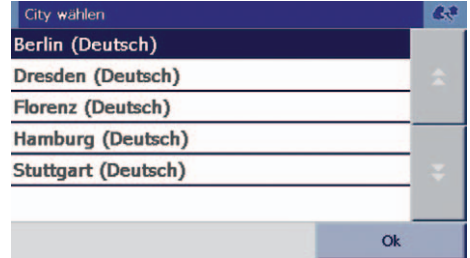 City wählen
Berlin (Deutsch)
Dresden (Deutsch)
Florenz (Deutsch)
Hamburg (Deutsch)
Stuttgart (Deutsch)
Ok